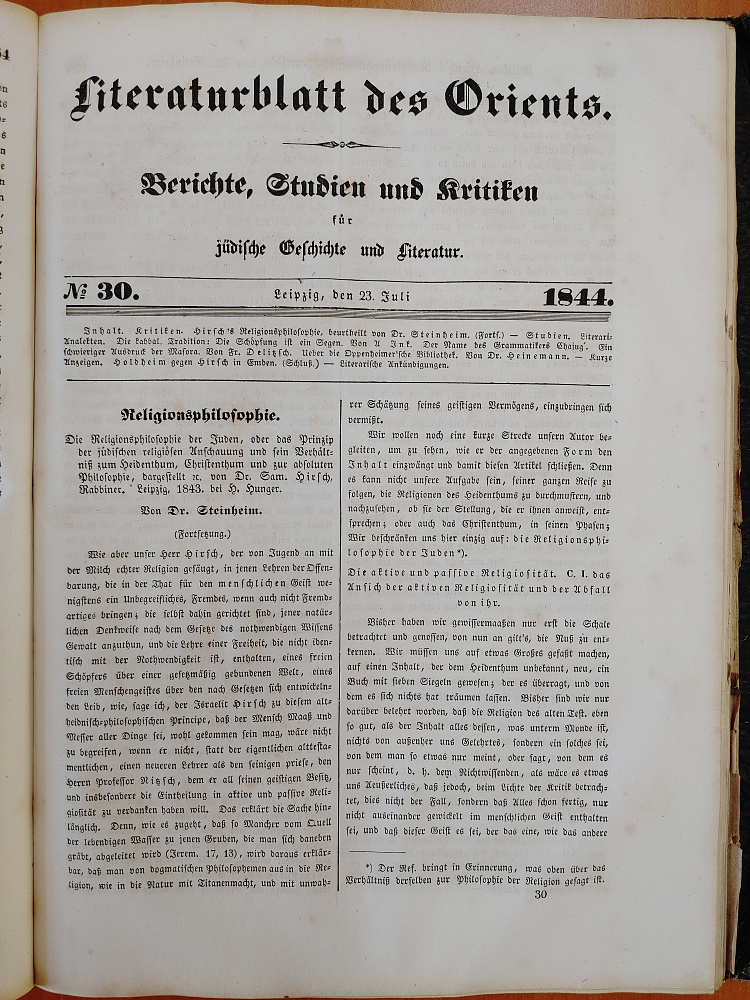 Literaturblatt des Orients.
Berichte, Studien und Kritiken
für
jüdische Geschichte und Literatur.
№ 30.
Leipzig, den 23. Juli
1844.
Inhalt. Kritiken. Hirsch's Religionsphilosophie, beurtheilt von Dr. Steinheim. (Forts.) — Studien. Literari-
Analekten. Die kabbal. Tradition: Die Schöpfung ist ein Segen. Von A Ink. Der Name des Grammatikers Chajug'. Ein
schwieriger Ausdruck der Masora. Von Fr. Delitzsch. Ueber die Oppenheimer'sche Bibliothek. Von Dr. Heinemann. — Kurze
Anzeigen. Holdheim gegen Hirsch in Emden. (Schluß.) — Literarische Ankündigungen.
Religionsphilosophie.
Die Religionsphilosophie der Juden, oder das Prinzip
der jüdischen religiösen Anschauung und sein Verhält-
niß zum Heidenthum, Christenthum und zur absoluten
Philosophie, dargestellt ꝛc. von Dr. Sam. Hirsch,
Rabbiner. Leipzig, 1843. bei H. Hunger.
Von Dr. Steinheim.
(Fortsetzung.)
Wie aber unser Herr Hirsch, der von Jugend an mit
der Milch echter Religion gesäugt, in jenen Lehren der Offen-
barung, die in der That für den menschlichen Geist we-
nigstens ein Unbegreifliches, Fremdes, wenn auch nicht Fremd-
artiges bringen; die selbst dahin gerichtet sind, jener natür-
lichen Denkweise nach dem Gesetze des nothwendigen Wissens
Gewalt anzuthun, und die Lehre einer Freiheit, die nicht iden-
tisch mit der Nothwendigkeit ist, enthalten, eines freien
Schöpfers über einer gesetzmäßig gebundenen Welt, eines
freien Menschengeistes über den nach Gesetzen sich entwickeln-
den Leib, wie, sage ich, der Israelit Hirsch zu diesem alt-
heidnisch-philosophischen Principe, daß der Mensch Maaß und
Messer aller Dinge sei, wohl gekommen sein mag, wäre nicht
zu begreifen, wenn er nicht, statt der eigentlichen alttesta-
mentlichen, einen neueren Lehrer als den seinigen priese, den
Herrn Professor Nitzsch, dem er all seinen geistigen Besitz,
und insbesondere die Eintheilung in aktive und passive Reli-
giosität zu verdanken haben will. Das erklärt die Sache hin-
länglich. Denn, wie es zugeht, daß so Mancher vom Quell
der lebendigen Wasser zu jenen Gruben, die man sich daneben
gräbt, abgeleitet wird (Jerem. 17, 13), wird daraus erklär-
bar, daß man von dogmatischen Philosophemen aus in die Re-
ligion, wie in die Natur mit Titanenmacht, und mit unwah-
rer Schätzung seines geistigen Vermögens, einzudringen sich
vermißt.
Wir wollen noch eine kurze Strecke unsern Autor be-
gleiten, um zu sehen, wie er der angegebenen Form den
Inhalt einzwängt und damit diesen Artikel schließen. Denn
es kann nicht unsere Aufgabe sein, seiner ganzen Reise zu
folgen, die Religionen des Heidenthums zu durchmustern, und
nachzusehen, ob sie der Stellung, die er ihnen anweist, ent-
sprechen; oder auch das Christenthum, in seinen Phasen;
Wir beschränken uns hier einzig auf: die Religionsphi-
losophie der Juden*).
Die aktive und passive Religiosität. C. I. das
Ansich der aktiven Religiosität und der Abfall
von ihr.
Bisher haben wir gewissermaaßen nur erst die Schale
betrachtet und genossen, von nun an gilt's, die Nuß zu ent-
kernen. Wir müssen uns auf etwas Großes gefaßt machen,
auf einen Inhalt, der dem Heidenthum unbekannt, neu, ein
Buch mit sieben Siegeln gewesen; der es überragt, und von
dem es sich nichts hat träumen lassen. Bisher sind wir nur
darüber belehrt worden, daß die Religion des alten Test. eben
so gut, als der Inhalt alles dessen, was unterm Monde ist,
nichts von außenher uns Gelehrtes, sondern ein solches sei,
von dem man so etwas nur meint, oder sagt, von dem es
nur scheint, d. h. dem Nichtwissenden, als wäre es etwas
uns Aeußerliches, daß jedoch, beim Lichte der Kritik betrach-
tet, dies nicht der Fall, sondern daß Alles schon fertig, nur
nicht auseinander gewickelt im menschlichen Geist enthalten
sei, und daß dieser Geist es sei, der das eine, wie das andere
*) Der Ref. bringt in Erinnerung, was oben über das
Verhältniß derselben zur Philosophie der Religion gesagt ist.
30